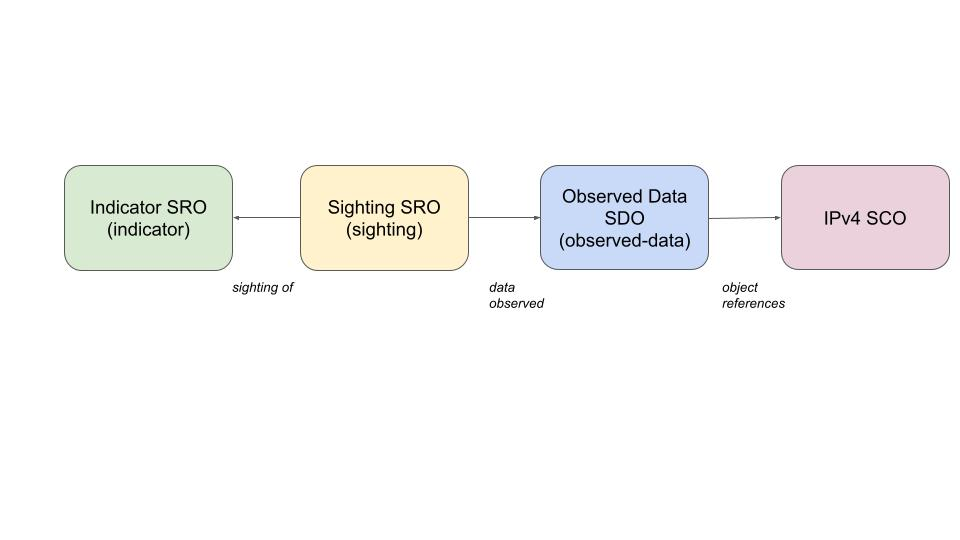 Indicator SRO
(indicator)
Sighting SRO
(sighting)
Observed Data
SDO
(observed-data)
IPv4 SCO
sighting of
data
observed
object
references